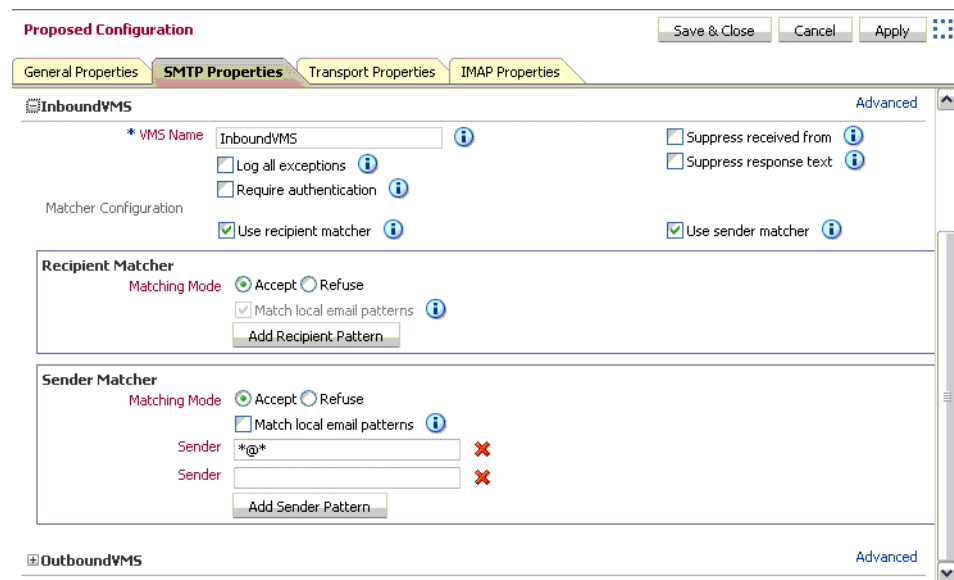 Proposed Configuration Save & Close Cancel Apply
General Properties SMTP Properties Transport Properties IMAP Properties
InboundVMS Advanced
* VMS Name InboundVMS Suppress received from
Log all exceptions Suppress response text
Require authentication
Matcher Configuration
Use recipient matcher Use sender matcher
Recipient Matcher
Matching Mode Accept Refuse
Match local email patterns
Add Recipient Pattern
Sender Matcher
Matching Mode Accept Refuse
Match local email patterns
Sender *@*
Sender
Add Sender Pattern
OutboundVMS Advanced